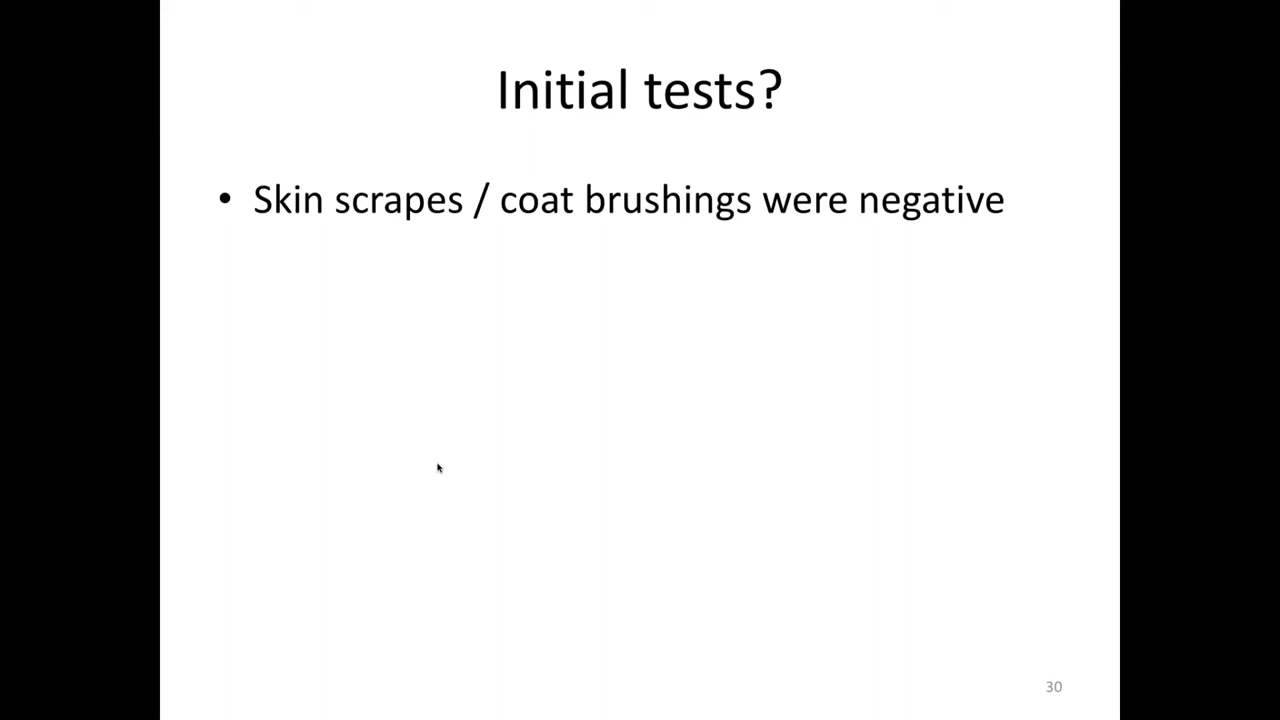 Initial tests?
• Skin scrapes / coat brushings were negative
30